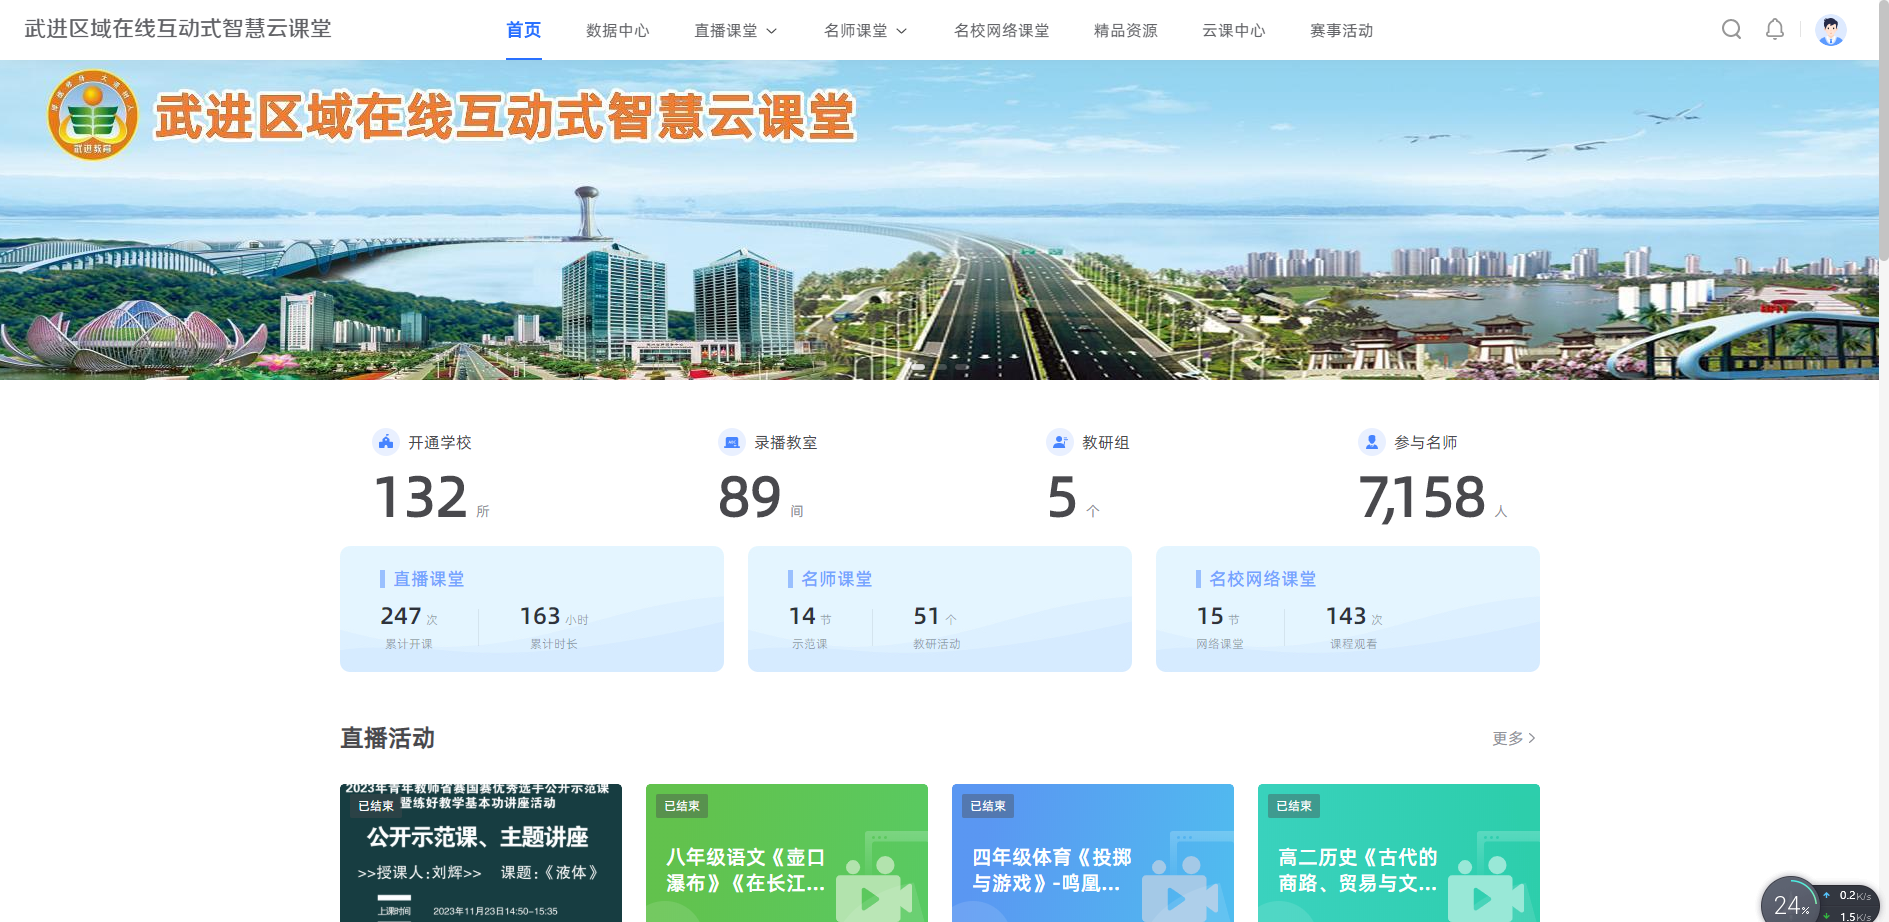 武进区域在线互动式智慧云课堂
首页 数据中心 直播课堂 名师课堂 名校网络课堂 精品资源 云课中心 赛事活动
武进教育
武进区域在线互动式智慧云课堂
开通学校 录播教室 教研组 参与名师
132 所 89 间 5 个 7,158 人
直播课堂 名师课堂 名校网络课堂
247 次 163 小时 14 节 51 个 15 节 143 次
累计开课 累计时长 示范课 教研活动 网络课堂 课程观看
直播活动 更多
2023年青年教师省赛国赛优秀选手公开示范课
暨练好教学基本功讲座活动
已结束 已结束 已结束 已结束
公开示范课、主题讲座
>>授课人:刘辉>> 课题:《液体》
上课时间 2023年11月23日14:50-15:35
八年级语文《壶口
瀑布》《在长江...
四年级体育《投掷
与游戏》-鸣凰...
高二历史《古代的
商路、贸易与文...
24%
0.2K/s
1.5K/s